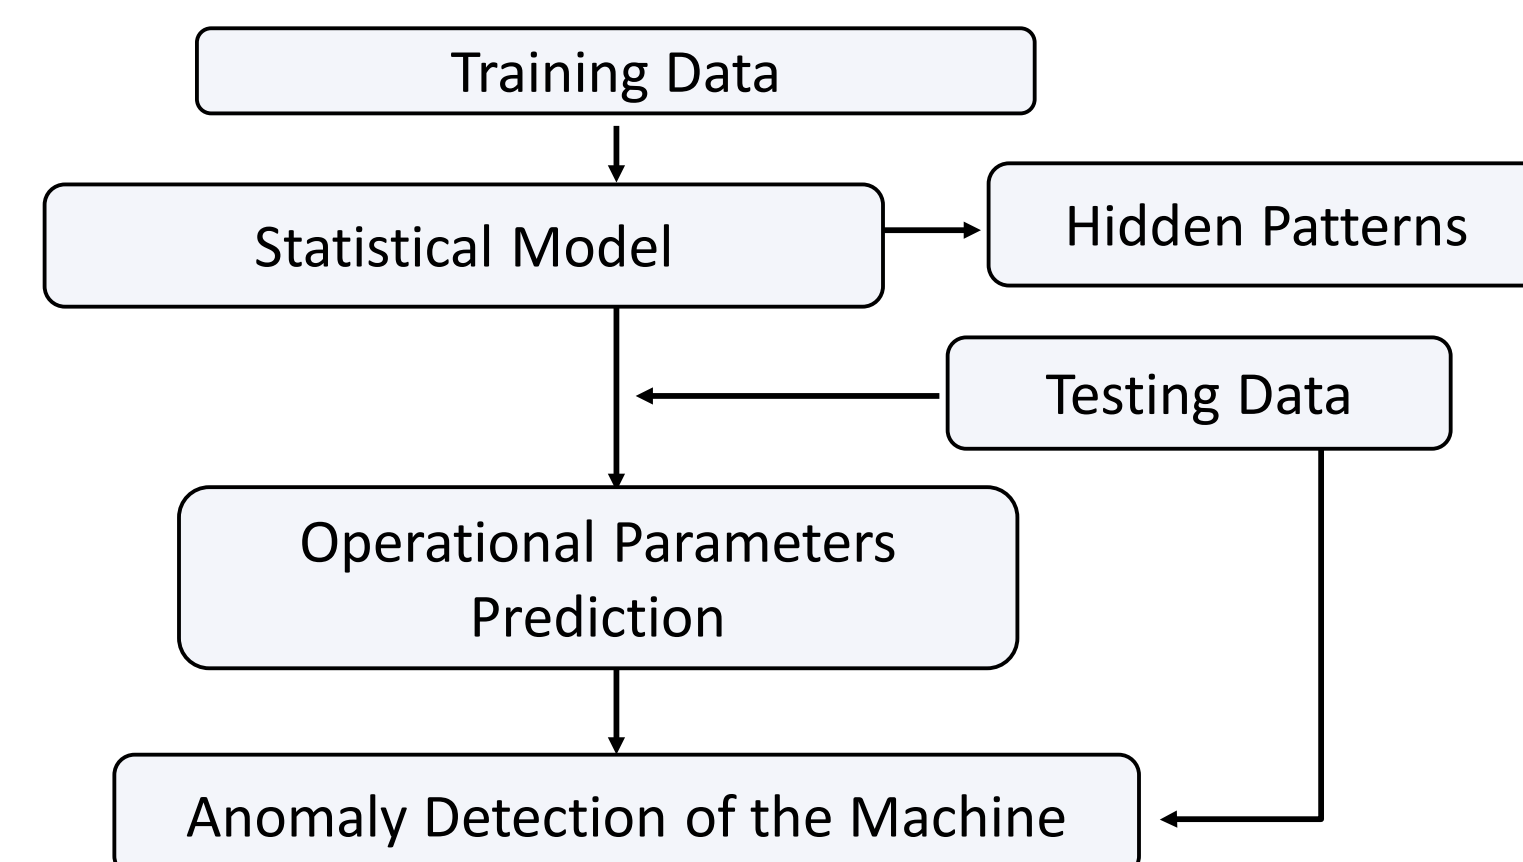 Training Data
Statistical Model
Hidden Patterns
Testing Data
Operational Parameters
Prediction
Anomaly Detection of the Machine